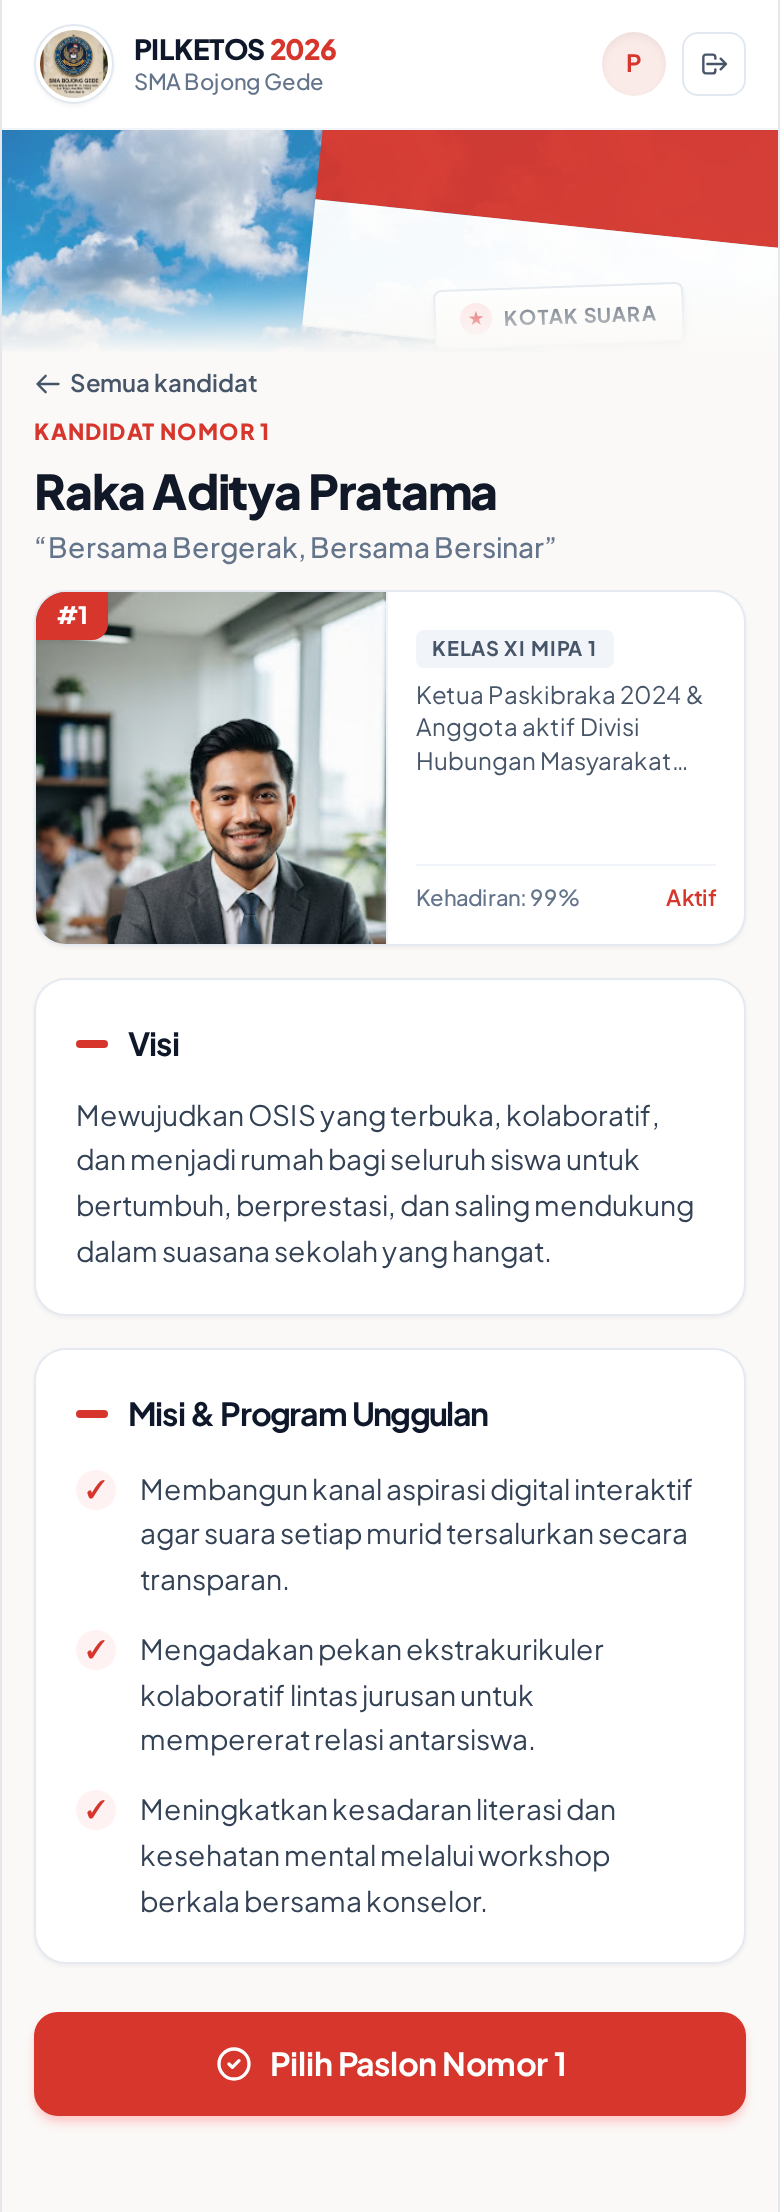 PILKETOS 2026
SMA Bojong Gede
P
SMA BOJONG GEDE
KOTAK SUARA
← Semua kandidat
KANDIDAT NOMOR 1
Raka Aditya Pratama
“Bersama Bergerak, Bersama Bersinar”
#1
KELAS XI MIPA 1
Ketua Paskibraka 2024 &
Anggota aktif Divisi
Hubungan Masyarakat...
Kehadiran: 99%
Aktif
Visi
Mewujudkan OSIS yang terbuka, kolaboratif,
dan menjadi rumah bagi seluruh siswa untuk
bertumbuh, berprestasi, dan saling mendukung
dalam suasana sekolah yang hangat.
Misi & Program Unggulan
✓ Membangun kanal aspirasi digital interaktif
agar suara setiap murid tersalurkan secara
transparan.
✓ Mengadakan pekan ekstrakurikuler
kolaboratif lintas jurusan untuk
mempererat relasi antarsiswa.
✓ Meningkatkan kesadaran literasi dan
kesehatan mental melalui workshop
berkala bersama konselor.
Pilih Paslon Nomor 1